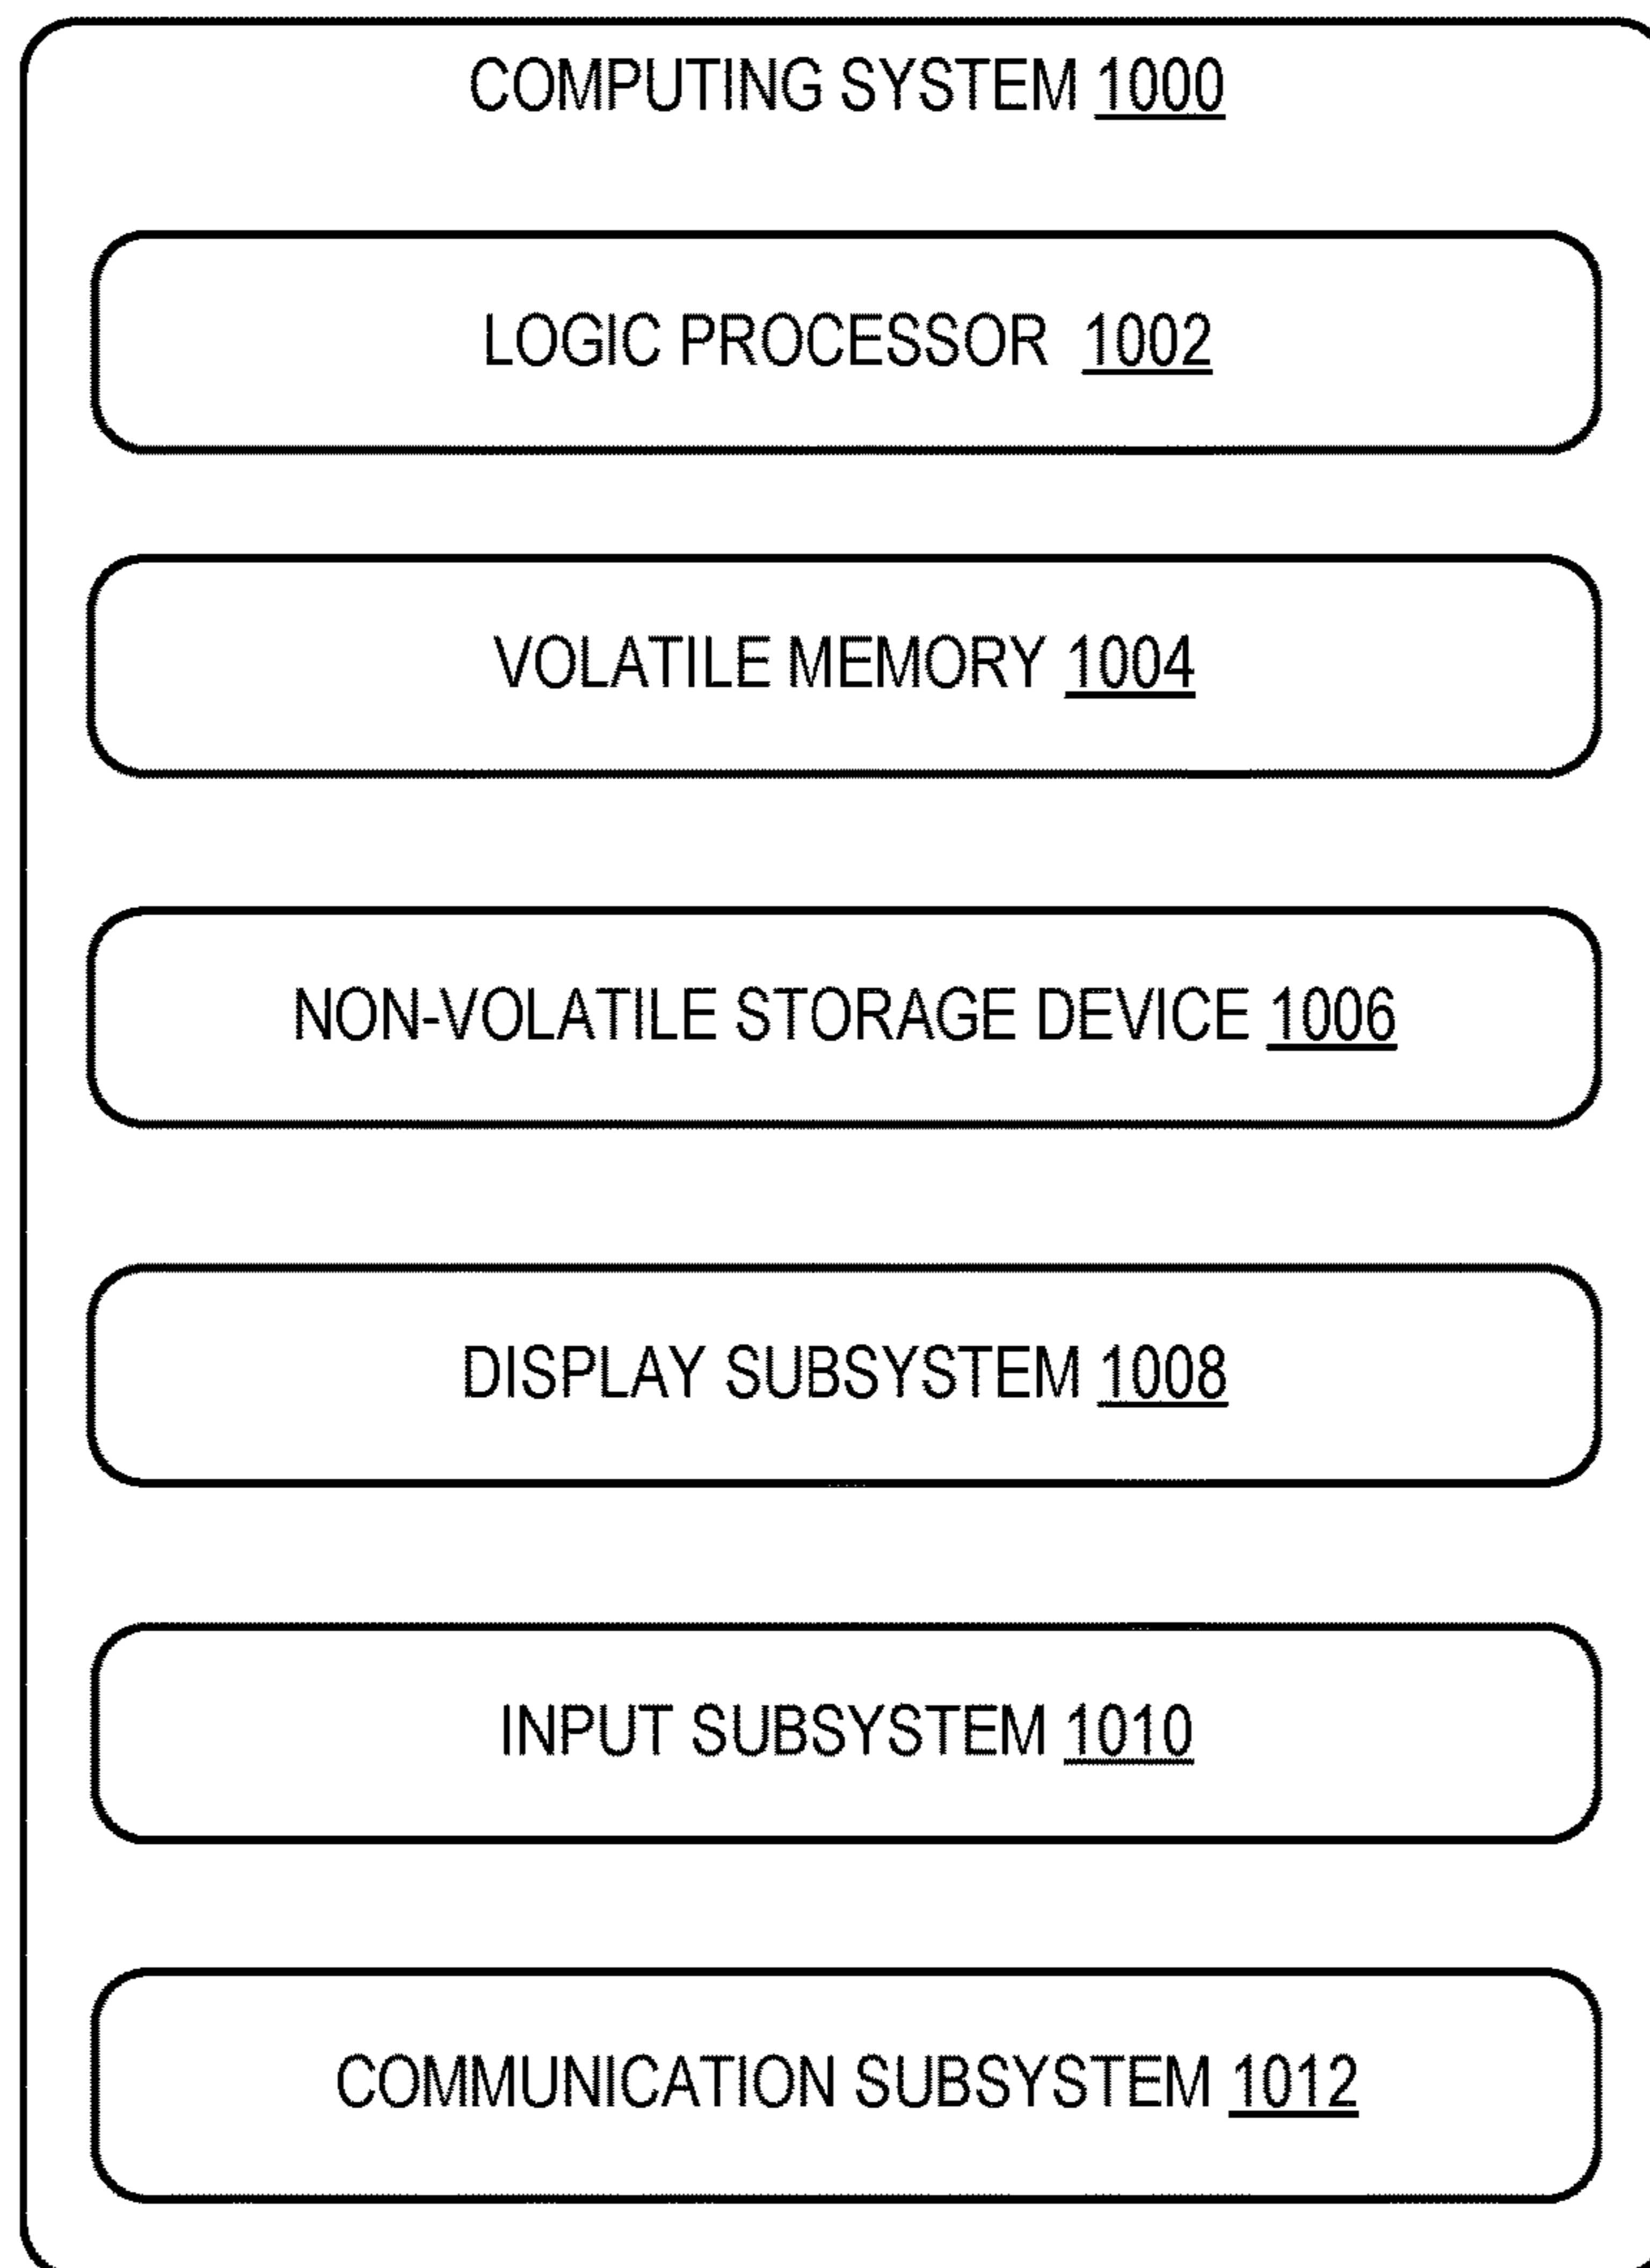 COMPUTING SYSTEM 1000
LOGIC PROCESSOR 1002
VOLATILE MEMORY 1004
NON-VOLATILE STORAGE DEVICE 1006
DISPLAY SUBSYSTEM 1008
INPUT SUBSYSTEM 1010
COMMUNICATION SUBSYSTEM 1012